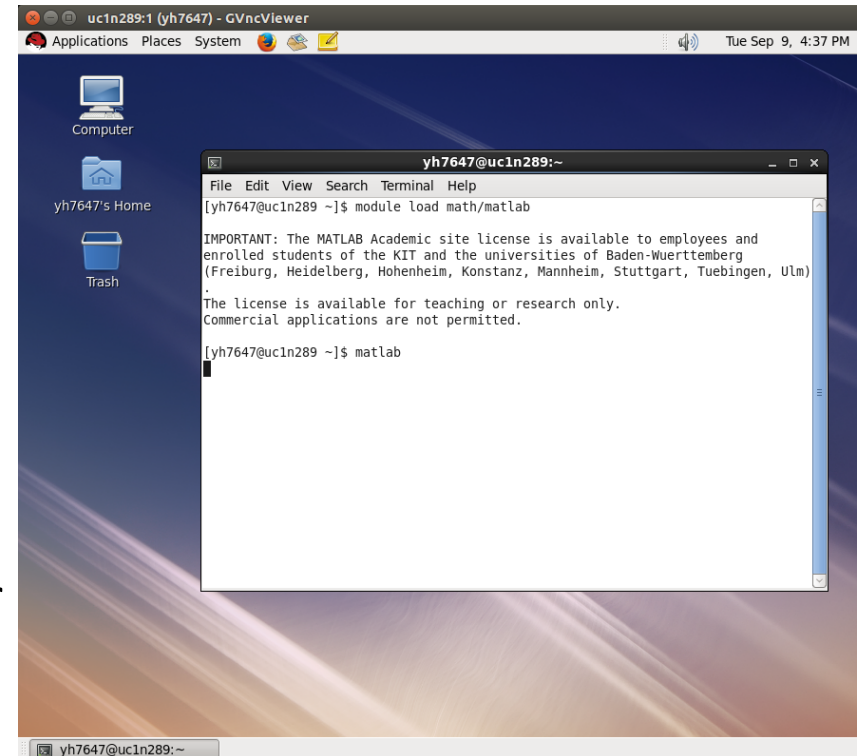 uc1n289:1 (yh7647) - GVncViewer
Applications Places System Tue Sep 9, 4:37 PM
Computer
yh7647's Home
Trash
yh7647@uc1n289:~
File Edit View Search Terminal Help
[yh7647@uc1n289 ~]$ module load math/matlab
IMPORTANT: The MATLAB Academic site license is available to employees and
enrolled students of the KIT and the universities of Baden-Wuerttemberg
(Freiburg, Heidelberg, Hohenheim, Konstanz, Mannheim, Stuttgart, Tuebingen, Ulm)
.
The license is available for teaching or research only.
Commercial applications are not permitted.
[yh7647@uc1n289 ~]$ matlab
yh7647@uc1n289:~